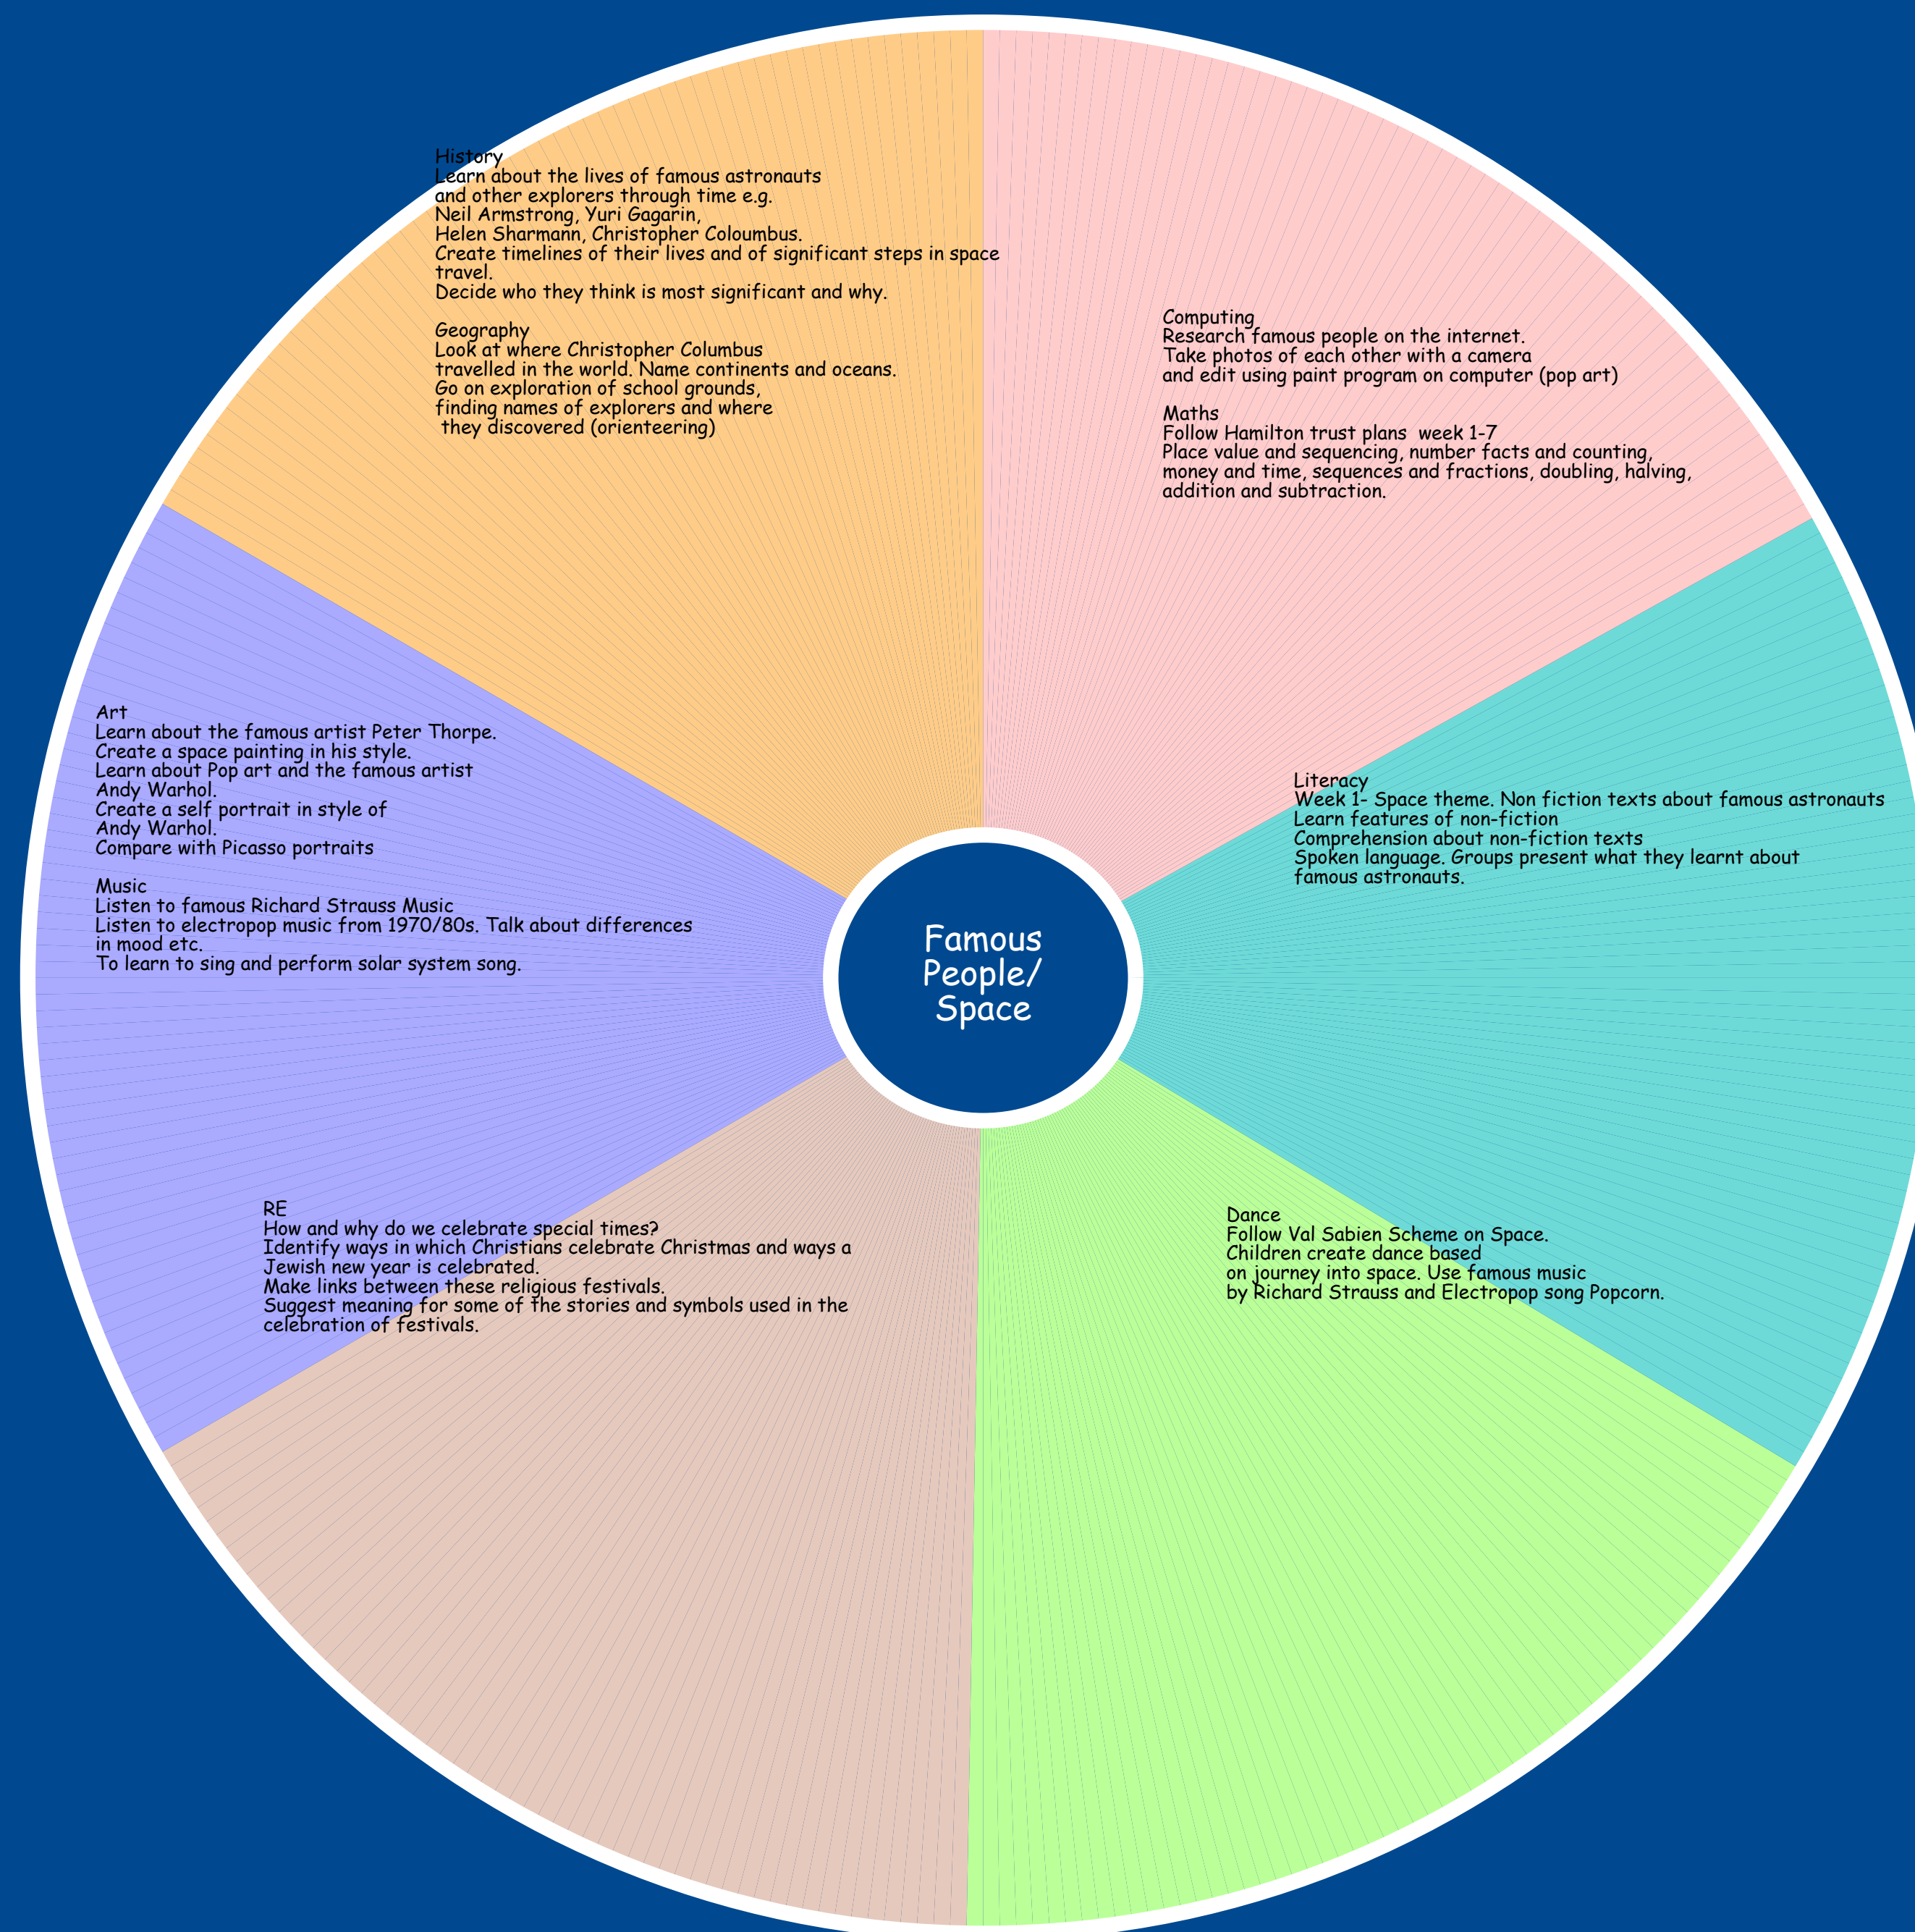 History
Learn about the lives of famous astronauts
and other explorers through time e.g.
Neil Armstrong, Yuri Gagarin,
Helen Sharmann, Christopher Coloumbus.
Create timelines of their lives and of significant steps in space
travel.
Decide who they think is most significant and why.
Geography
Look at where Christopher Columbus
travelled in the world. Name continents and oceans.
Go on exploration of school grounds,
finding names of explorers and where
they discovered (orienteering)
Computing
Research famous people on the internet.
Take photos of each other with a camera
and edit using paint program on computer (pop art)
Maths
Follow Hamilton trust plans  week 1-7
Place value and sequencing, number facts and counting,
money and time, sequences and fractions, doubling, halving,
addition and subtraction.
Art
Learn about the famous artist Peter Thorpe.
Create a space painting in his style.
Learn about Pop art and the famous artist
Andy Warhol.
Create a self portrait in style of
Andy Warhol.
Compare with Picasso portraits
Music
Listen to famous Richard Strauss Music
Listen to electropop music from 1970/80s. Talk about differences
in mood etc.
To learn to sing and perform solar system song.
Literacy
Week 1- Space theme. Non fiction texts about famous astronauts
Learn features of non-fiction
Comprehension about non-fiction texts
Spoken language. Groups present what they learnt about
famous astronauts.
Famous
People/
Space
RE
How and why do we celebrate special times?
Identify ways in which Christians celebrate Christmas and ways a
Jewish new year is celebrated.
Make links between these religious festivals.
Suggest meaning for some of the stories and symbols used in the
celebration of festivals.
Dance
Follow Val Sabien Scheme on Space.
Children create dance based
on journey into space. Use famous music
by Richard Strauss and Electropop song Popcorn.